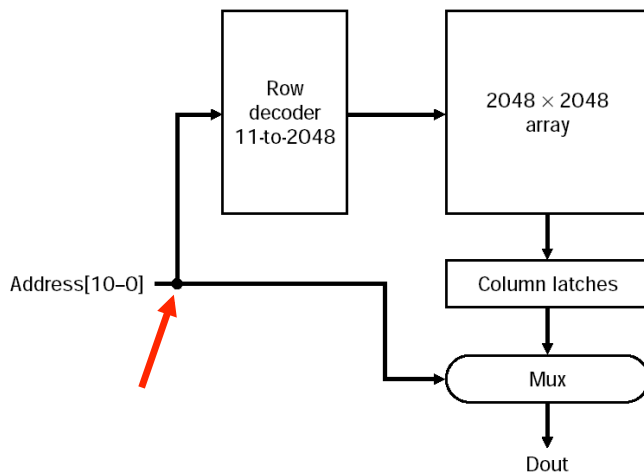 Row
decoder
11-to-2048
2048 × 2048
array
Address[10–0]
Column latches
Mux
Dout